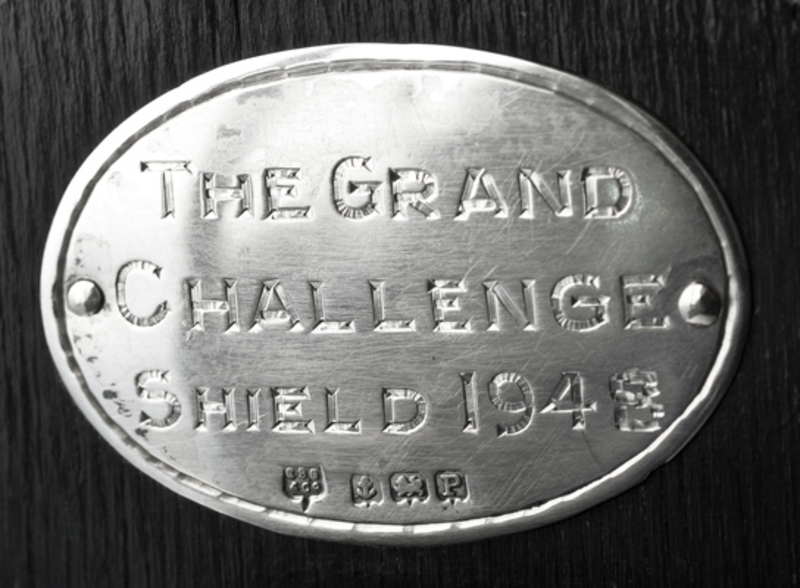 THE GRAND
CHALLENGE
SHIELD 1948
P